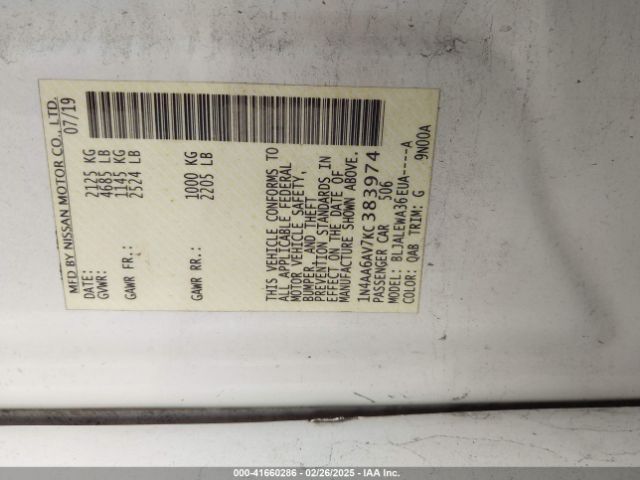 MFD BY NISSAN MOTOR CO., LTD.
DATE: 07/19
GVWR: 2125 KG
4685 LB
GAWR FR: 1145 KG
2524 LB
GAWR RR: 1000 KG
2205 LB
THIS VEHICLE CONFORMS TO
ALL APPLICABLE FEDERAL
MOTOR VEHICLE SAFETY,
BUMPER, AND THEFT
PREVENTION STANDARDS IN
EFFECT ON THE DATE OF
MANUFACTURE SHOWN ABOVE.
1N4AA6AV7KC383974
PASSENGER CAR 506
MODEL: BLJALEWA36EUA----A
COLOR: QAB TRIM: G 9N00A
00-41660286 - 02/26/2025 - IAA Inc.